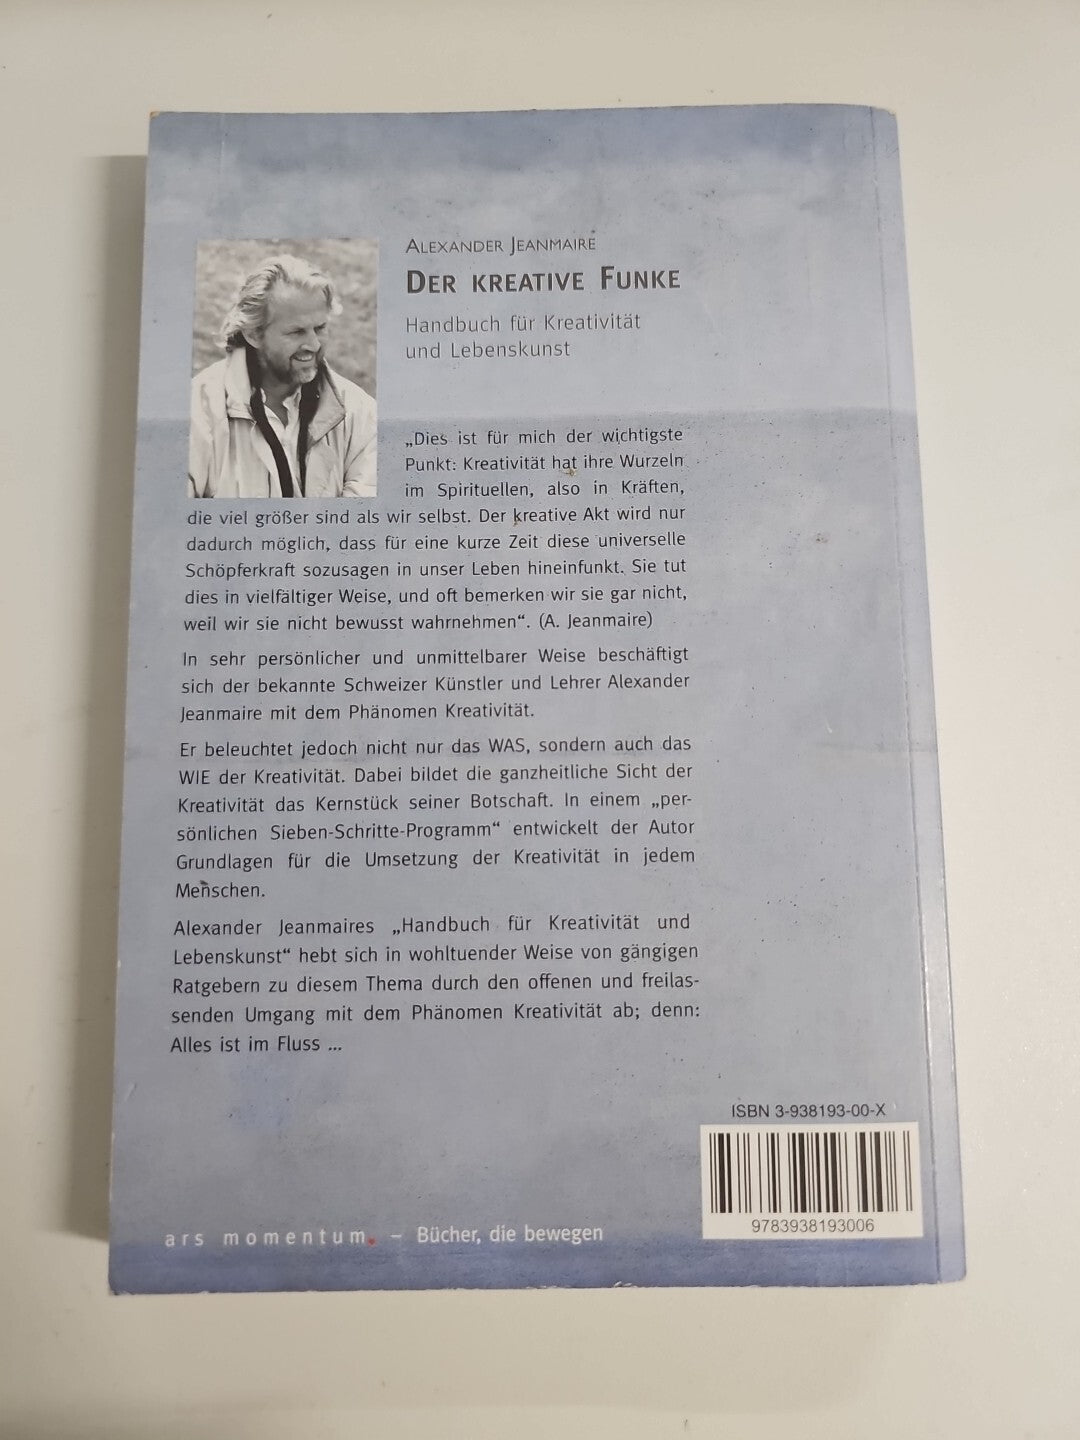 ALEXANDER JEANMAIRE
DER KREATIVE FUNKE
Handbuch für Kreativität
und Lebenskunst
„Dies ist für mich der wichtigste
Punkt: Kreativität hat ihre Wurzeln
im Spirituellen, also in Kräften,
die viel größer sind als wir selbst. Der kreative Akt wird nur
dadurch möglich, dass für eine kurze Zeit diese universelle
Schöpferkraft sozusagen in unser Leben hineinfunkt. Sie tut
dies in vielfältiger Weise, und oft bemerken wir sie gar nicht,
weil wir sie nicht bewusst wahrnehmen“. (A. Jeanmaire)
In sehr persönlicher und unmittelbarer Weise beschäftigt
sich der bekannte Schweizer Künstler und Lehrer Alexander
Jeanmaire mit dem Phänomen Kreativität.
Er beleuchtet jedoch nicht nur das WAS, sondern auch das
WIE der Kreativität. Dabei bildet die ganzheitliche Sicht der
Kreativität das Kernstück seiner Botschaft. In einem „per-
sönlichen Sieben-Schritte-Programm“ entwickelt der Autor
Grundlagen für die Umsetzung der Kreativität in jedem
Menschen.
Alexander Jeanmaires „Handbuch für Kreativität und
Lebenskunst“ hebt sich in wohltuender Weise von gängigen
Ratgebern zu diesem Thema durch den offenen und freilas-
senden Umgang mit dem Phänomen Kreativität ab; denn:
Alles ist im Fluss ...
ISBN 3-938193-00-X
9783938193006
ars momentum. – Bücher, die bewegen